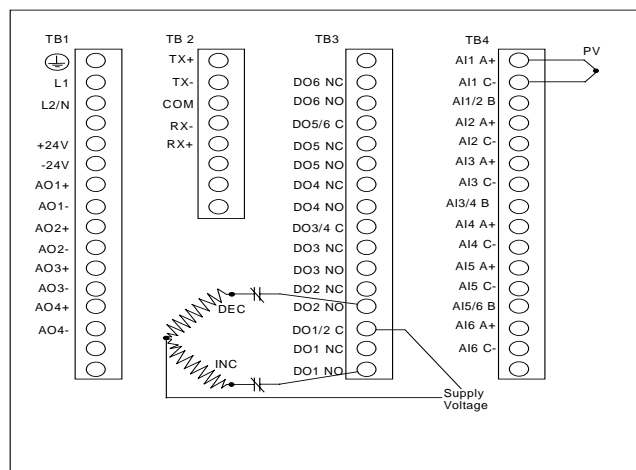 TB1
L1
L2/N
+24V
-24V
AO1+
AO1-
AO2+
AO2-
AO3+
AO3-
AO4+
AO4-
TB 2
TX+
TX-
COM
RX-
RX+
TB3
DO6 NC
DO6 NO
DO5/6 C
DO5 NC
DO5 NO
DO4 NC
DO4 NO
DO3/4 C
DO3 NC
DO3 NO
DO2 NC
DO2 NO
DO1/2 C
DO1 NC
DO1 NO
DEC
INC
TB4
AI1 A+
AI1 C-
AI1/2 B
AI2 A+
AI2 C-
AI3 A+
AI3 C-
AI3/4 B
AI4 A+
AI4 C-
AI5 A+
AI5 C-
AI5/6 B
AI6 A+
AI6 C-
PV
Supply
Voltage